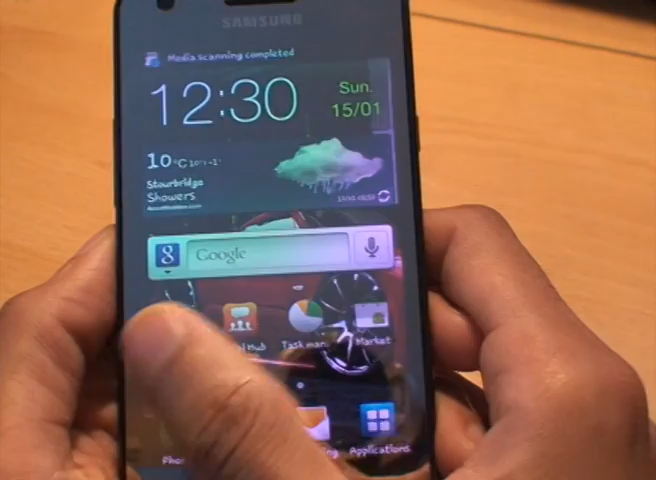 SAMSUNG
Media scanning completed
12:30
Sun.
15/01
10°C
Stourbridge
Showers
Google
Task man
Market
Applications